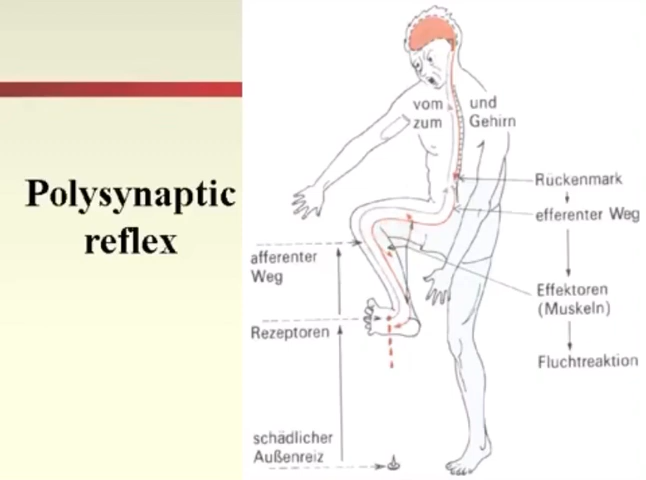 Polysynaptic
reflex
vom und
zum Gehirn
Rückenmark
efferenter Weg
afferenter
Weg
Effektoren
(Muskeln)
Rezeptoren
Fluchtreaktion
schädlicher
Außenreiz